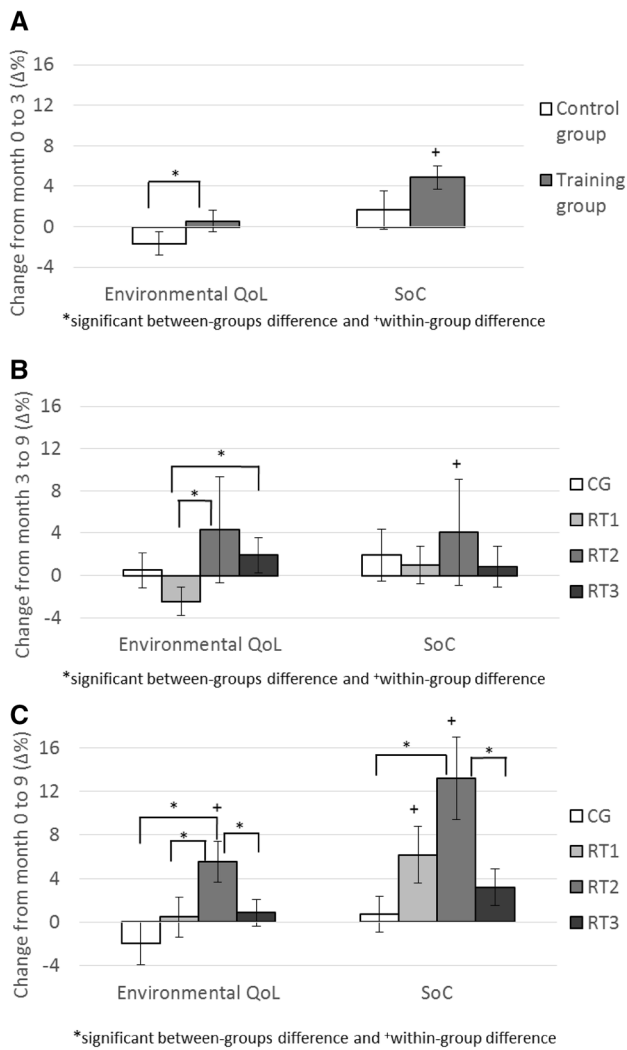 A
Change from month 0 to 3 (Δ%)
16
12
8
4
0
-4
*
+
Control group
Training group
Environmental QoL SoC
*significant between-groups difference and +within-group difference
B
Change from month 3 to 9 (Δ%)
16
12
8
4
0
-4
*
*
+
CG
RT1
RT2
RT3
Environmental QoL SoC
*significant between-groups difference and +within-group difference
C
Change from month 0 to 9 (Δ%)
16
12
8
4
0
-4
*
*
+
*
+
*
+
*
CG
RT1
RT2
RT3
Environmental QoL SoC
*significant between-groups difference and +within-group difference